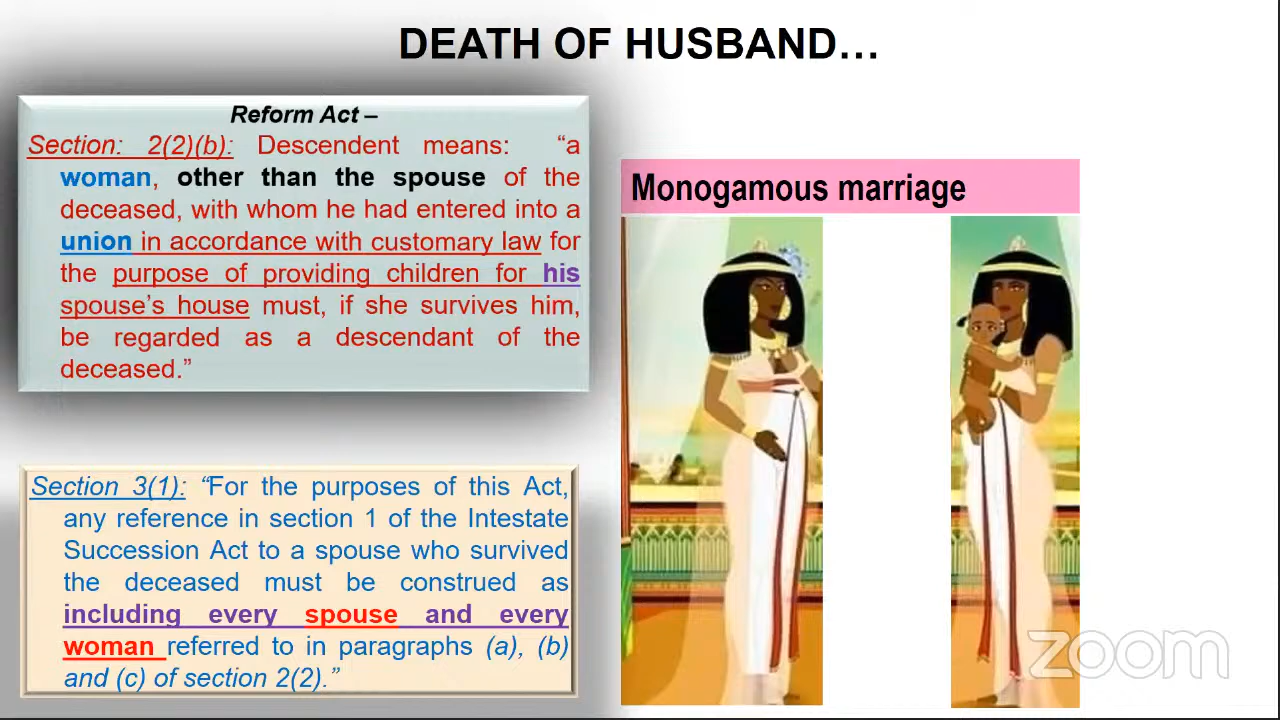 DEATH OF HUSBAND…
Reform Act –
Section: 2(2)(b): Descendent means: “a
woman, other than the spouse of the
deceased, with whom he had entered into a
union in accordance with customary law for
the purpose of providing children for his
spouse’s house must, if she survives him,
be regarded as a descendant of the
deceased.”
Section 3(1): “For the purposes of this Act,
any reference in section 1 of the Intestate
Succession Act to a spouse who survived
the deceased must be construed as
including every spouse and every
woman referred to in paragraphs (a), (b)
and (c) of section 2(2).”
Monogamous marriage
zoom